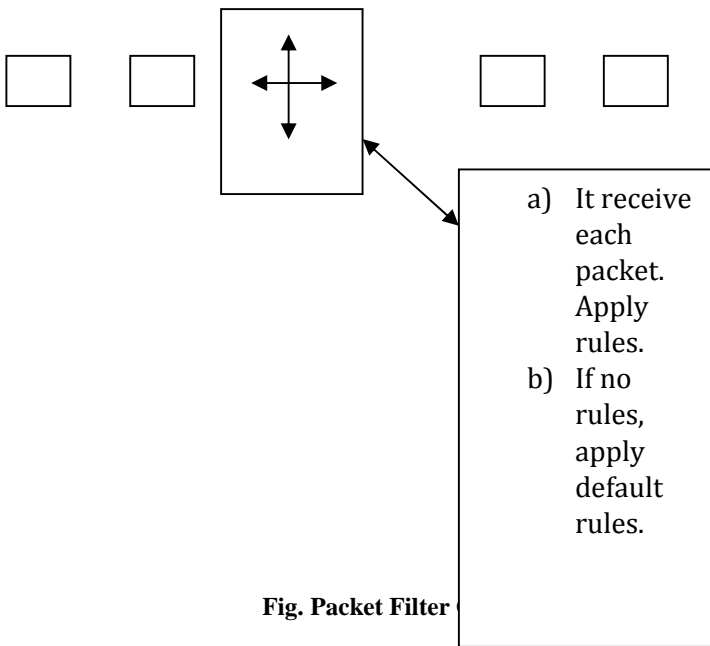 a) It receive
each
packet.
Apply
rules.
b) If no
rules,
apply
default
rules.
Fig. Packet Filter